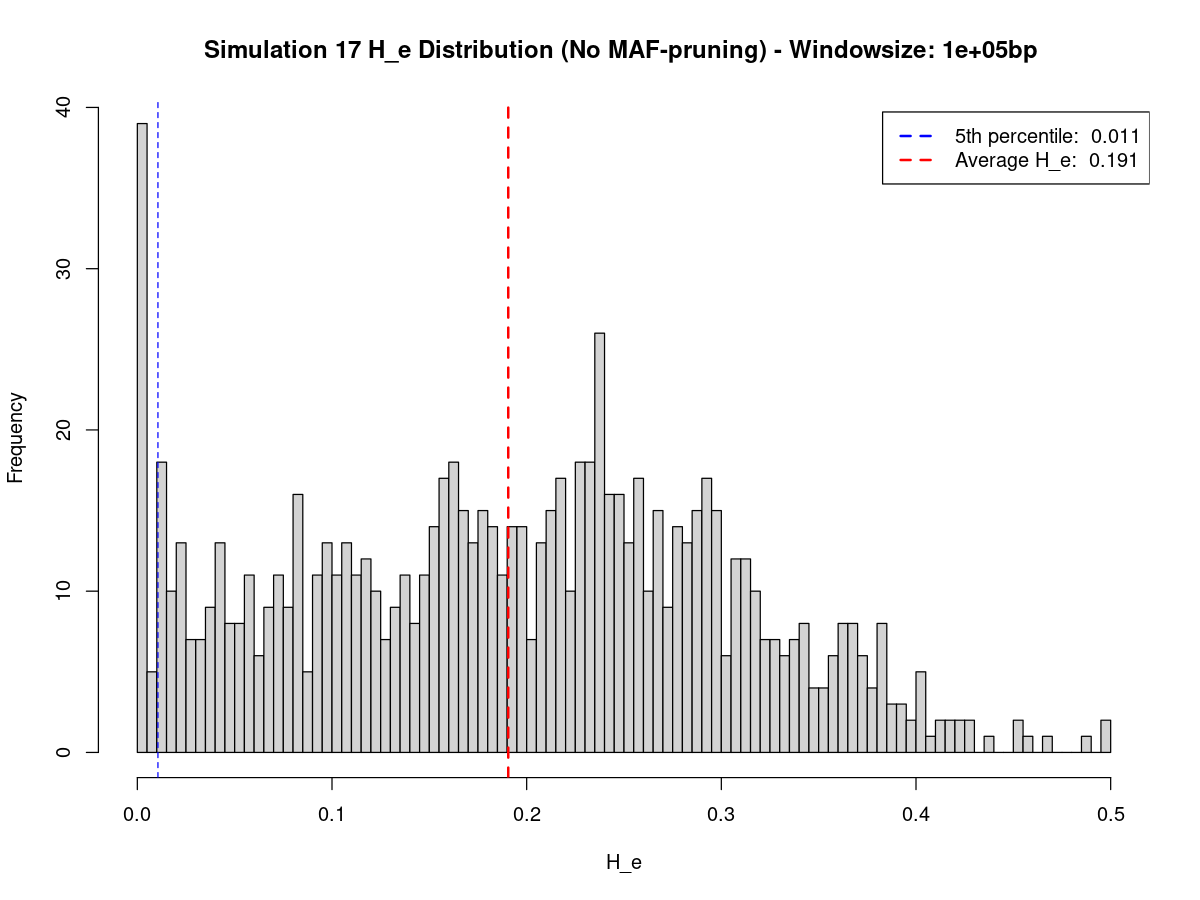 Simulation 17 H_e Distribution (No MAF-pruning) - Windowsize: 1e+05bp
5th percentile:  0.011
Average H_e:  0.191
Frequency
40
30
20
10
0
0.0 0.1 0.2 0.3 0.4 0.5
H_e